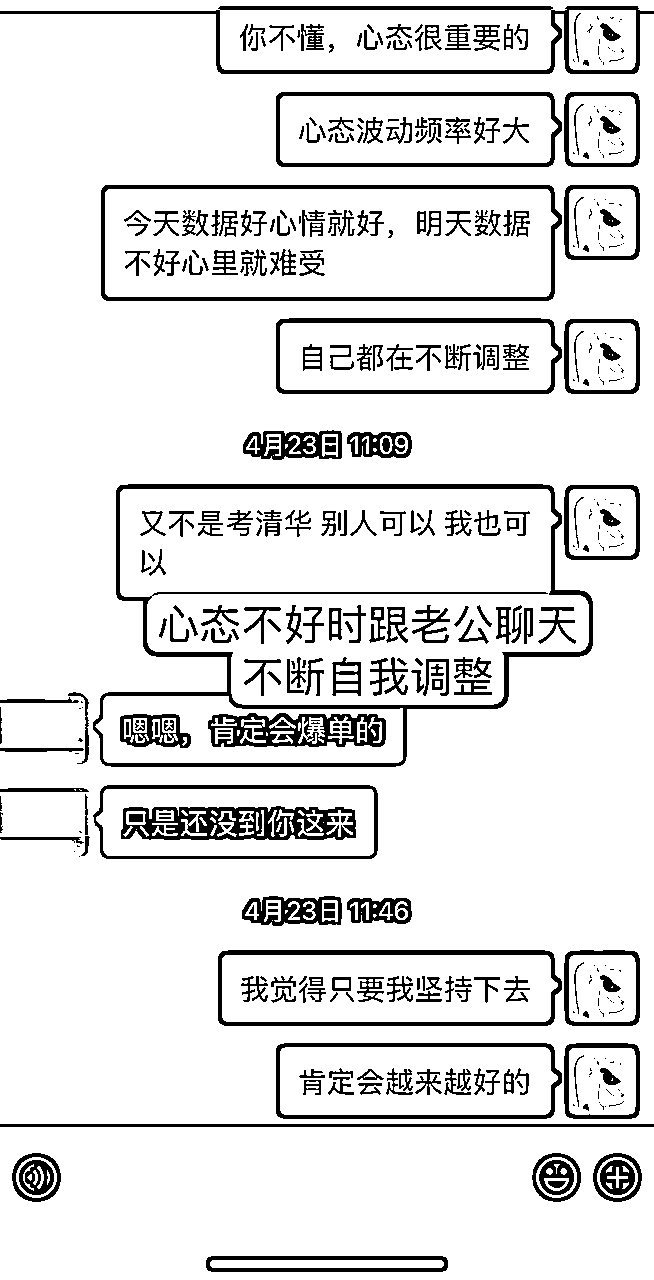 你不懂，心态很重要的
心态波动频率好大
今天数据好心情就好，明天数据
不好心里就难受
自己都在不断调整
4月23日 11:09
又不是考清华 别人可以 我也可
以
心态不好时跟老公聊天
不断自我调整
嗯嗯，肯定会爆单的
只是还没到你这来
4月23日 11:46
我觉得只要我坚持下去
肯定会越来越好的